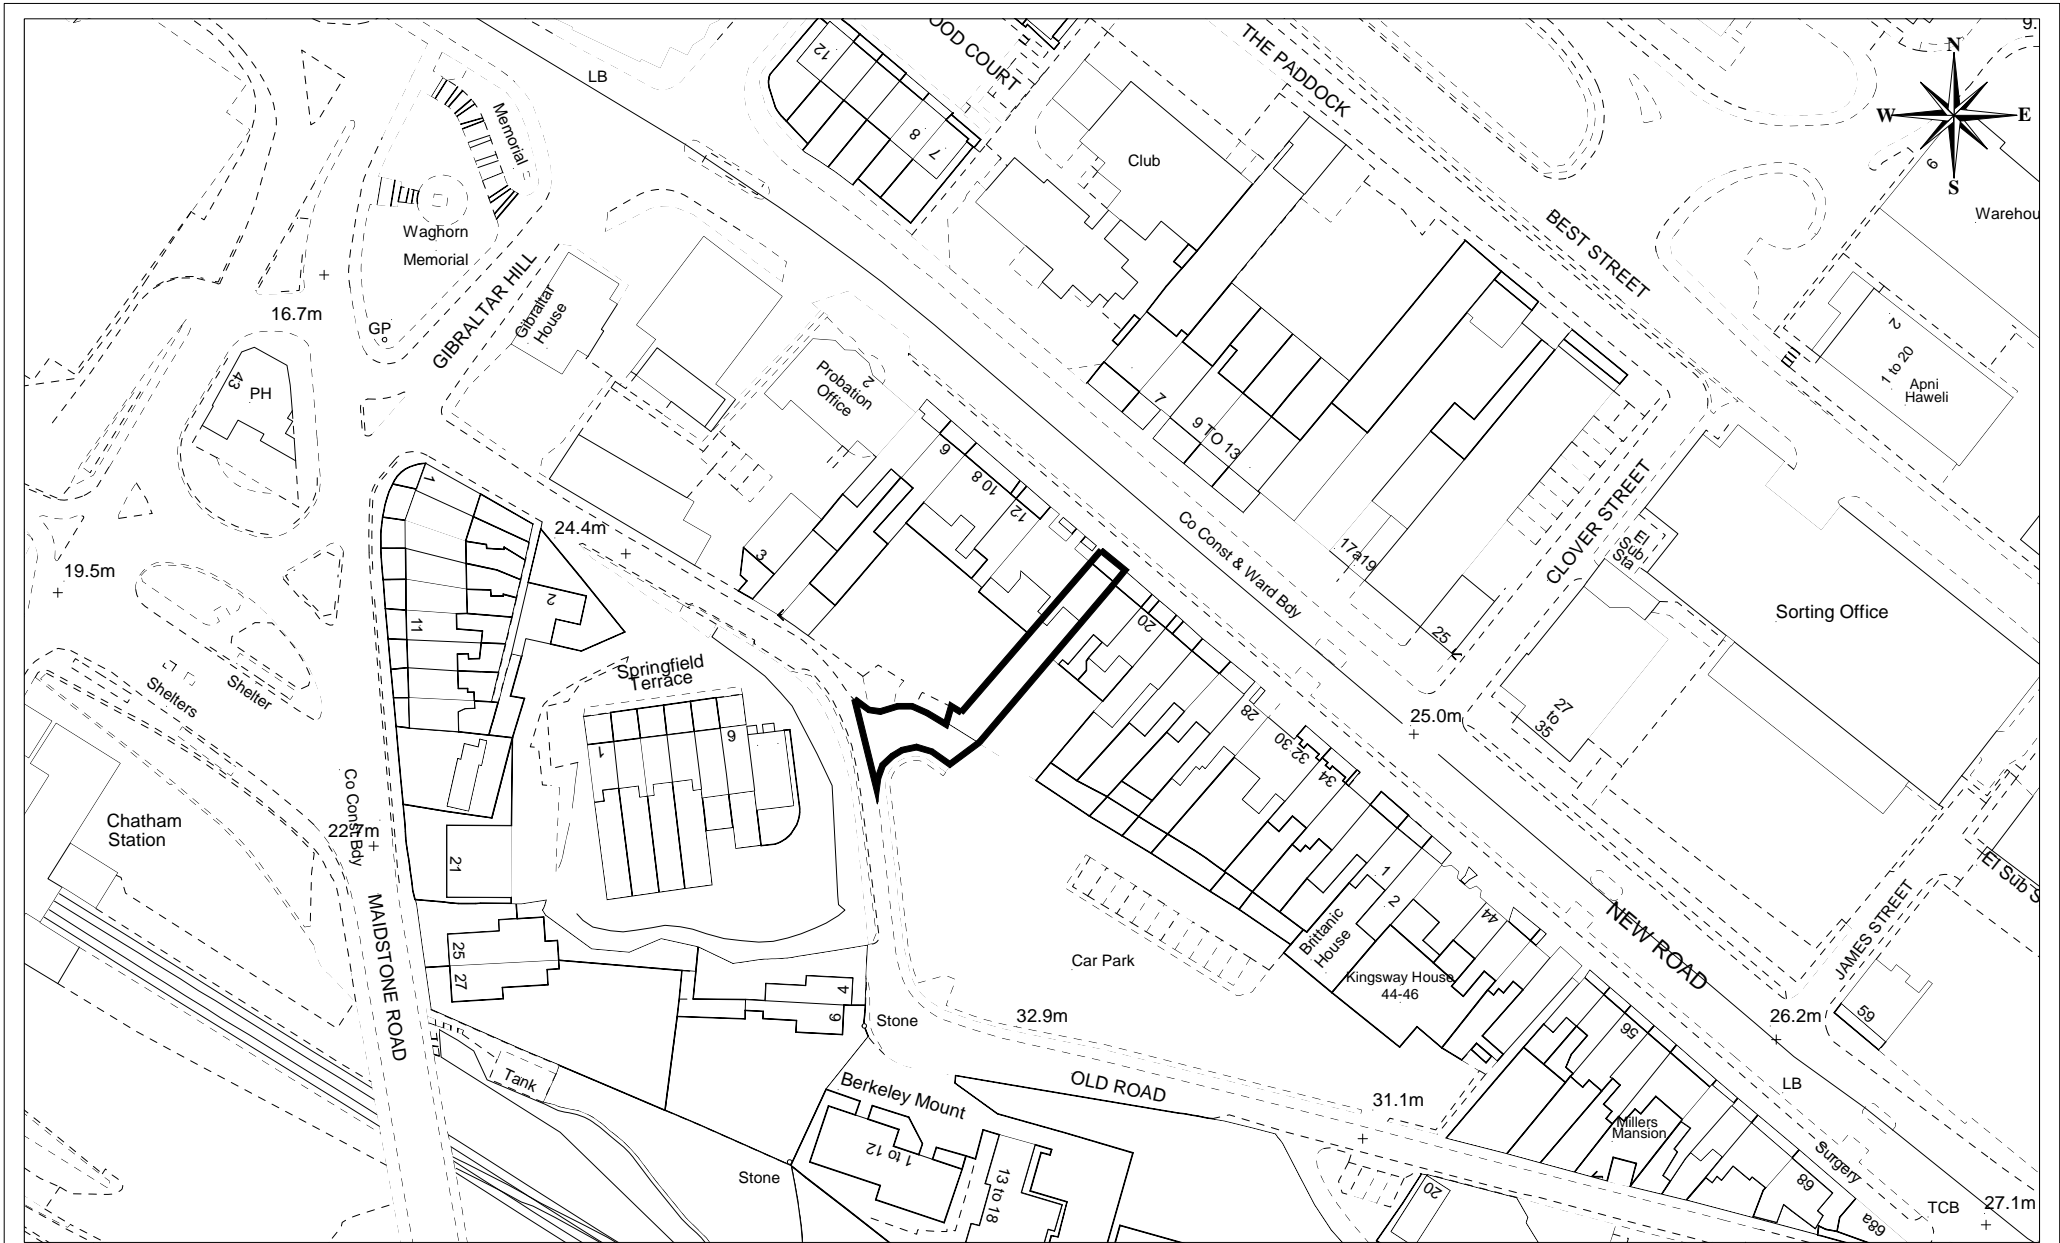 OOD COURT
THE PADDOCK
9.
N
W
E
S
LB
12
8
7
Memorial
Club
Waghorn
Memorial
BEST STREET
9
Warehou
16.7m
GP
GIBRALTAR HILL
Gibraltar
House
43
PH
Probation
Office
2
7
9 TO 13
2
1 to 20
Apni
Haweli
6
10 8
12
1
24.4m
3
Co Const & Ward Bdy
17a19
CLOVER STREET
El
Sub
Sta
19.5m
2
11
20
25
Sorting Office
Springfield
Terrace
Shelters
Shelter
1
6
28
32 30
34
25.0m
27
to
35
Chatham
Station
Co Const Bdy
22.7m
21
1
2
Brittanic
House
44
NEW ROAD
El Sub S
JAMES STREET
MAIDSTONE ROAD
25
27
4
6
Car Park
Kingsway House
44-46
59
Stone
32.9m
56
26.2m
Tank
Berkeley Mount
OLD ROAD
31.1m
LB
Millers
Mansion
1 to 12
13 to 18
Stone
20
Surgery
68
68a
TCB
27.1m